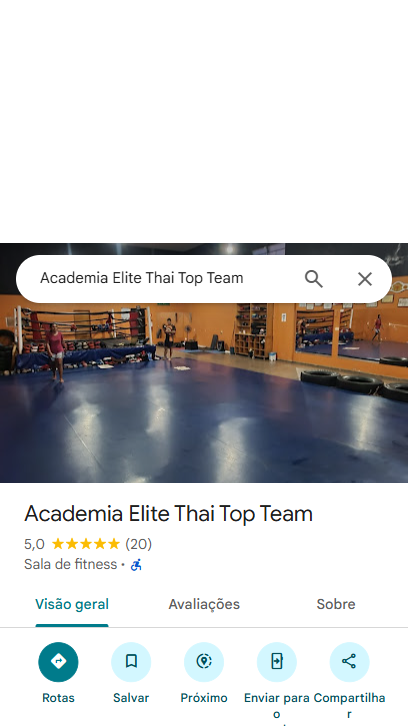 Academia Elite Thai Top Team
Academia Elite Thai Top Team
5,0 ★★★★★ (20)
Sala de fitness ·
Visão geral Avaliações Sobre
Rotas Salvar Próximo Enviar para o Compartilhar